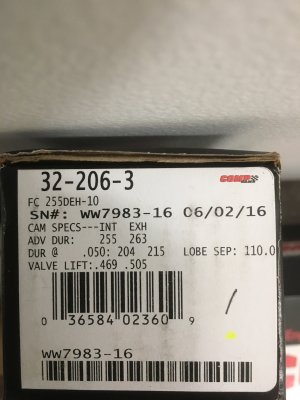 32-206-3
COMP
FC 255DEH-10
SN#: WW7983-16 06/02/16
CAM SPECS---INT EXH
ADV DUR: 255 263
DUR @ .050: 204 215 LOBE SEP: 110.0
VALVE LIFT:.469 .505
0 36584 02360 9
WW7983-16